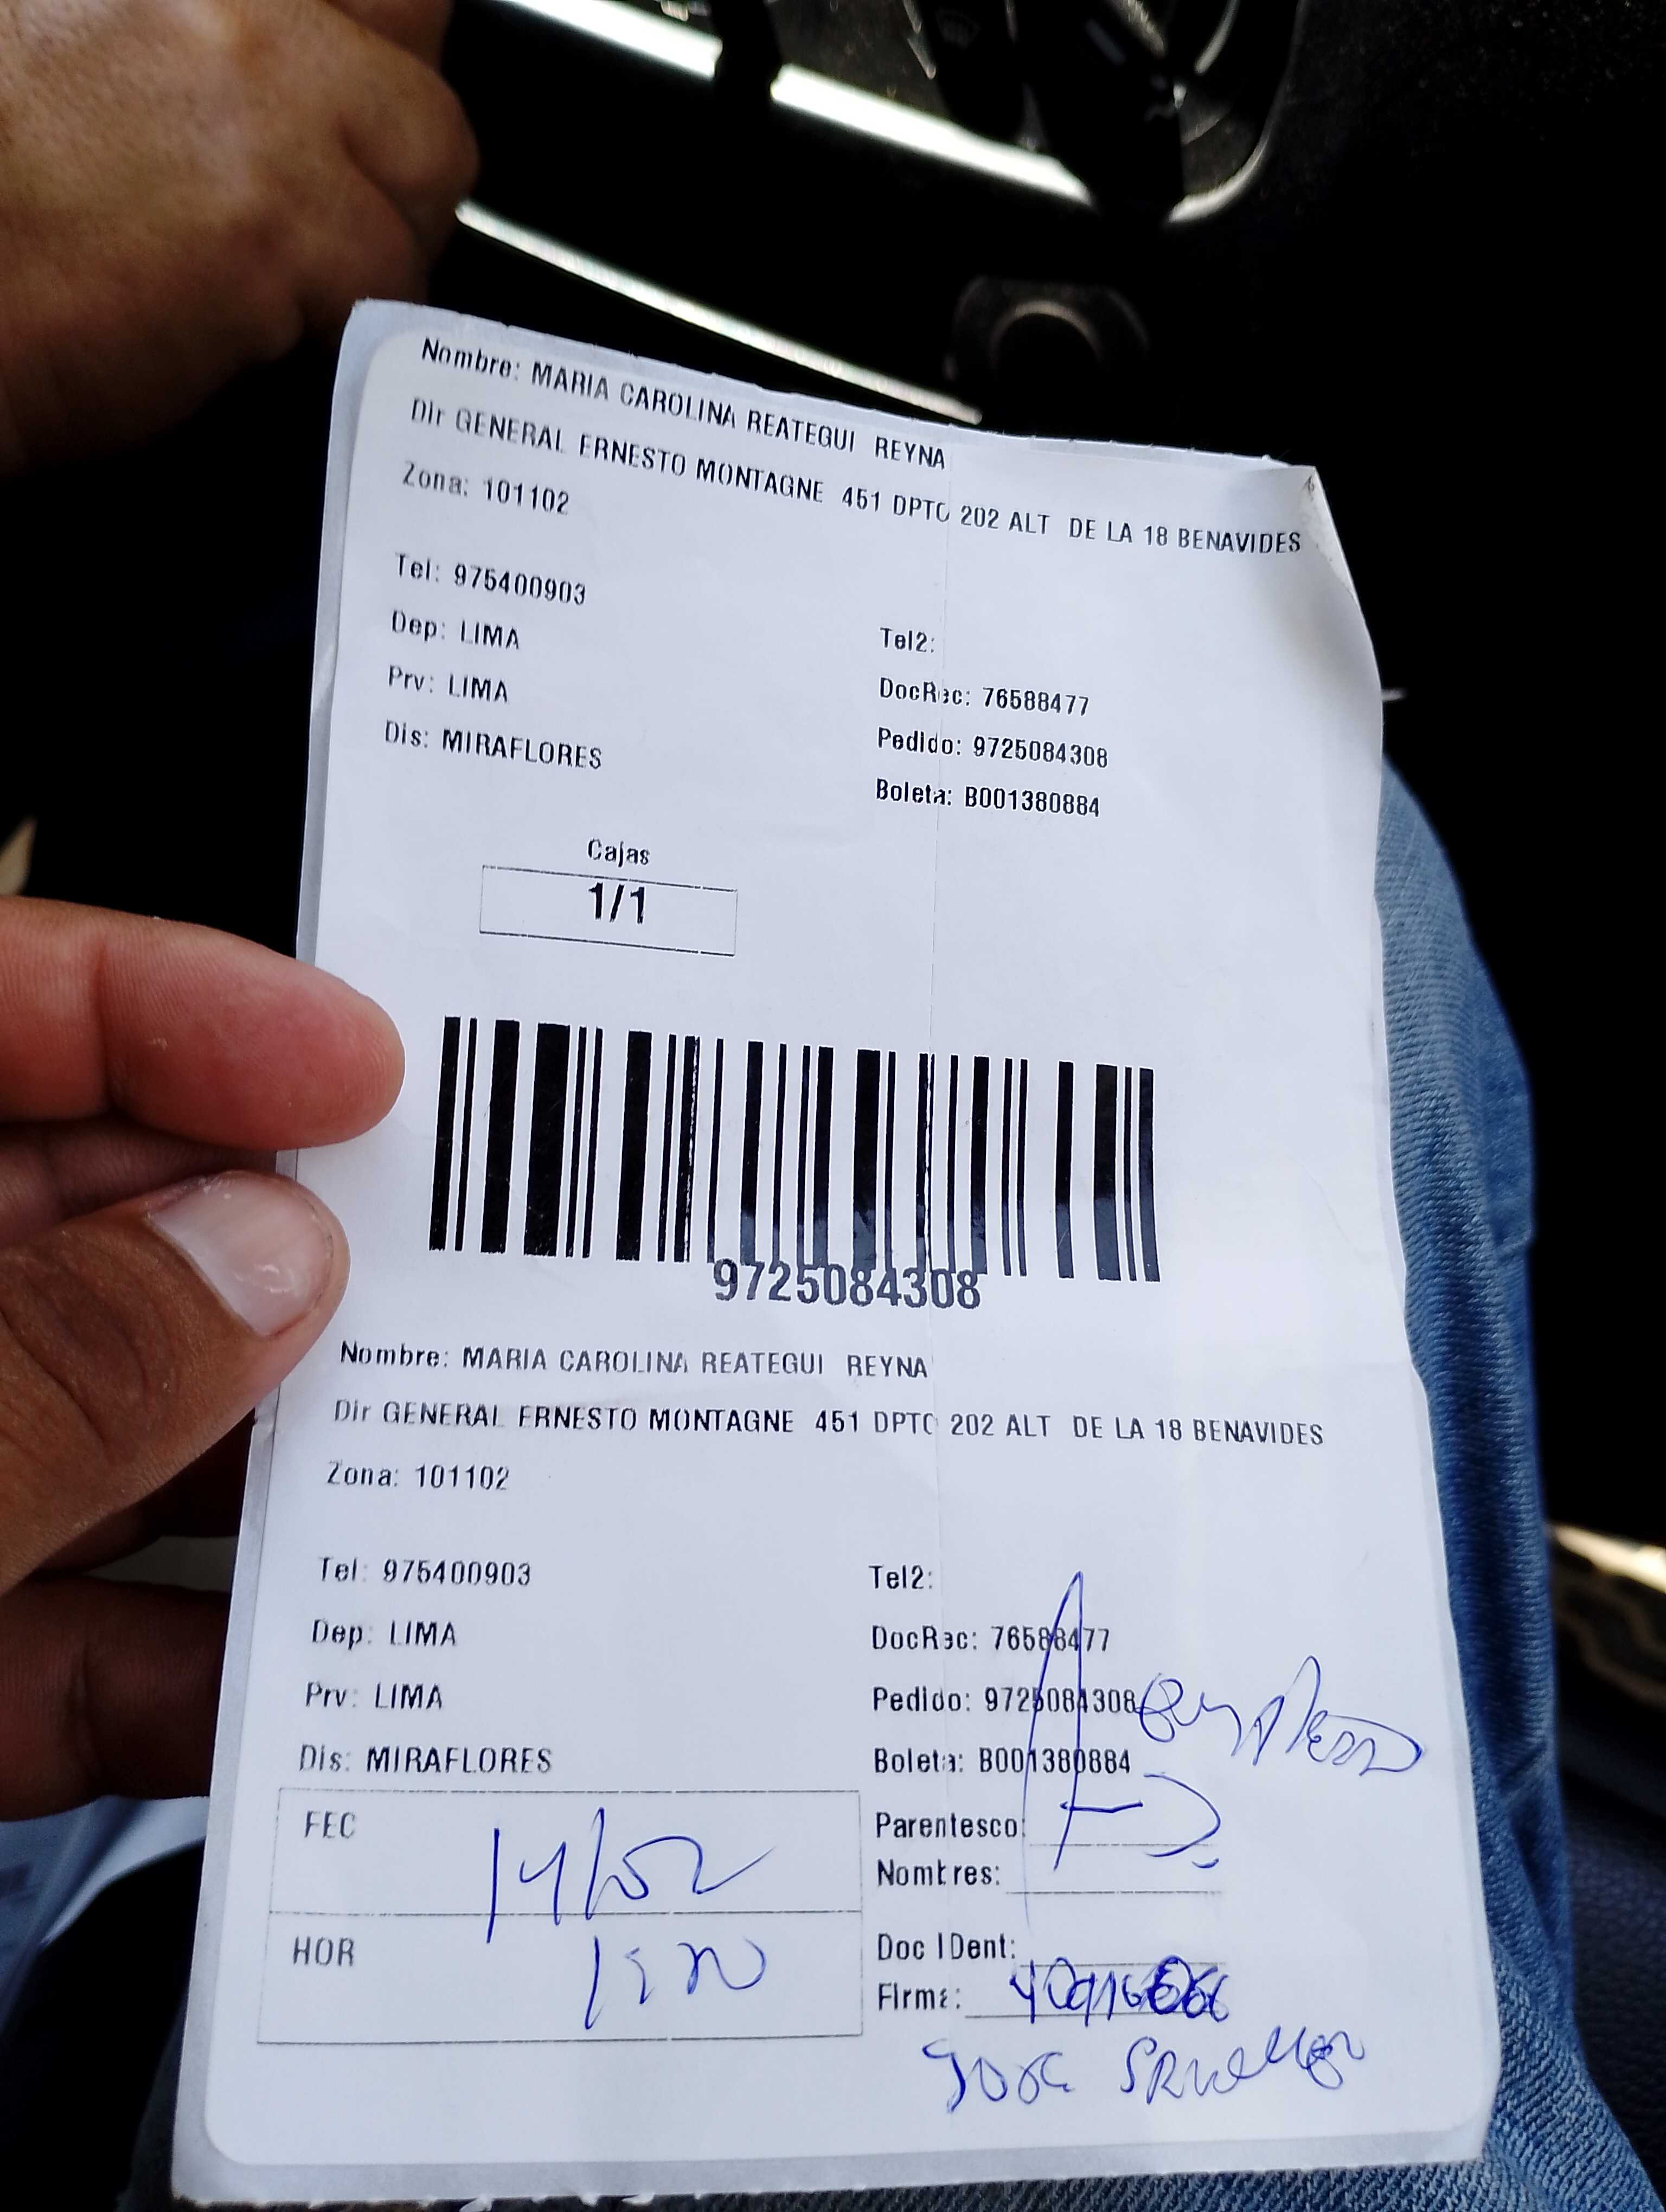 Nombre: MARIA CAROLINA REATEGUI REYNA
Dir GENERAL ERNESTO MONTAGNE 451 DPTO 202 ALT DE LA 18 BENAVIDES
Zona: 101102
Tel: 975400903
Tel2:
Dep: LIMA
DocRec: 76588477
Prv: LIMA
Pedido: 9725084308
Dis: MIRAFLORES
Boleta: B001380884
Cajas
1/1
9725084308
Nombre: MARIA CAROLINA REATEGUI REYNA
Dir GENERAL ERNESTO MONTAGNE 451 DPTO 202 ALT DE LA 18 BENAVIDES
Zona: 101102
Tel: 975400903
Tel2:
Dep: LIMA
DocRec: 76588477
Prv: LIMA
Pedido: 9725084308
Dis: MIRAFLORES
Boleta: B001380884
FEC 14/02
Parentesco:
Nombres:
HOR
Doc IDent:
Firma:
JOSE